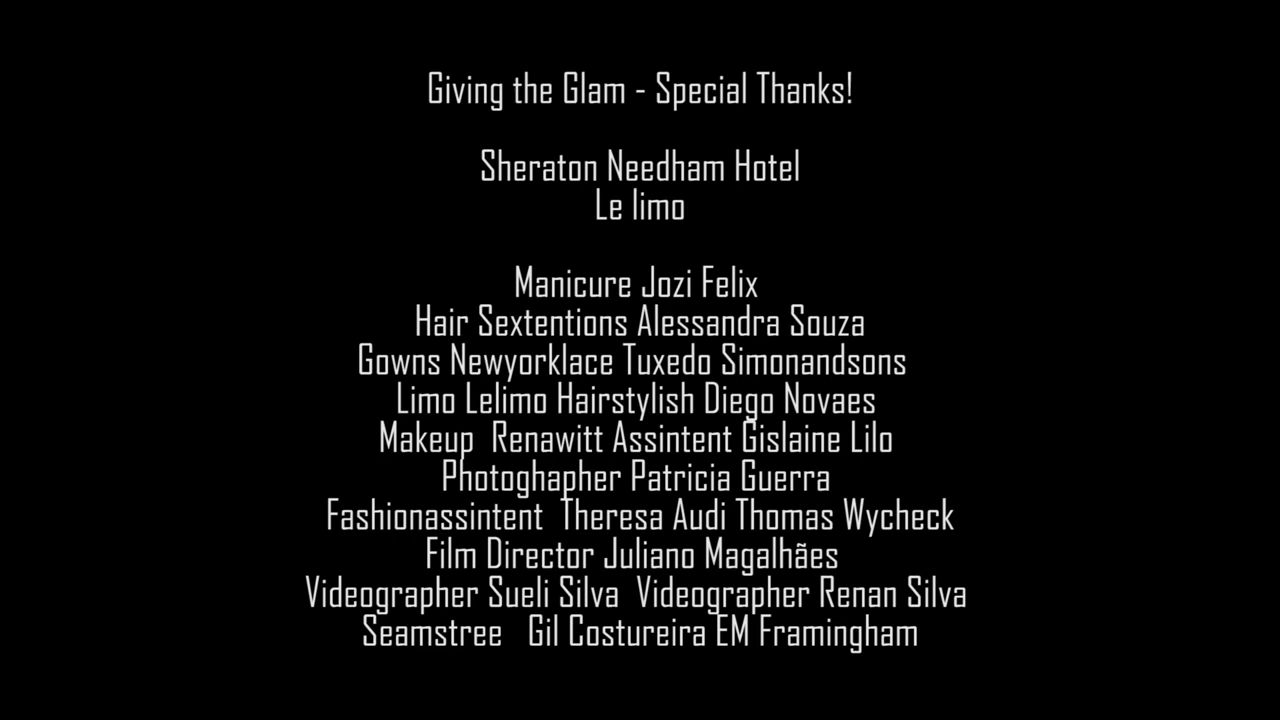 Giving the Glam - Special Thanks!
Sheraton Needham Hotel
Le limo
Manicure Jozi Felix
Hair Sextentions Alessandra Souza
Gowns Newyorklace Tuxedo Simonandsons
Limo Lelimo Hairstylish Diego Novaes
Makeup  Renawitt Assintent Gislaine Lilo
Photoghapher Patricia Guerra
Fashionassintent  Theresa Audi Thomas Wycheck
Film Director Juliano Magalhães
Videographer Sueli Silva  Videographer Renan Silva
Seamstree   Gil Costureira EM Framingham